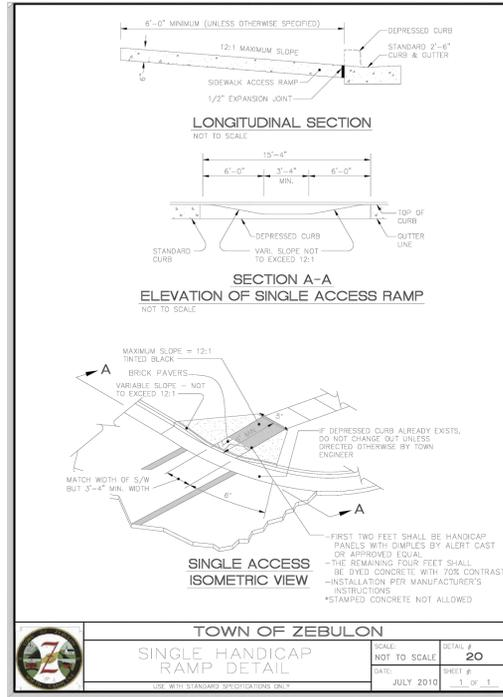 6'-0" MINIMUM (UNLESS OTHERWISE SPECIFIED)
DEPRESSED CURB
12:1 MAXIMUM SLOPE
STANDARD 2'-6"
CURB & GUTTER
6"
SIDEWALK ACCESS RAMP
1/2" EXPANSION JOINT
LONGITUDINAL SECTION
NOT TO SCALE
15'-4"
6'-0"
3'-4"
MIN.
6'-0"
TOP OF
CURB
DEPRESSED CURB
GUTTER
LINE
STANDARD
CURB
VARI. SLOPE NOT
TO EXCEED 12:1
SECTION A-A
ELEVATION OF SINGLE ACCESS RAMP
NOT TO SCALE
MAXIMUM SLOPE = 12:1
TINTED BLACK
A
BRICK PAVERS
VARIABLE SLOPE - NOT
TO EXCEED 12:1
IF DEPRESSED CURB ALREADY EXISTS,
DO NOT CHANGE OUT UNLESS
DIRECTED OTHERWISE BY TOWN
ENGINEER
MATCH WIDTH OF S/W
BUT 3'-4" MIN. WIDTH
6'
A
-FIRST TWO FEET SHALL BE HANDICAP
PANELS WITH DIMPLES BY ALERT CAST
OR APPROVED EQUAL
-THE REMAINING FOUR FEET SHALL
BE DYED CONCRETE WITH 70% CONTRAST
-INSTALLATION PER MANUFACTURER'S
INSTRUCTIONS
*STAMPED CONCRETE NOT ALLOWED
SINGLE ACCESS
ISOMETRIC VIEW
TOWN OF ZEBULON
SINGLE HANDICAP
RAMP DETAIL
USE WITH STANDARD SPECIFICATIONS ONLY
SCALE:
NOT TO SCALE
DETAIL #:
20
DATE:
JULY 2010
SHEET #:
1 OF 1
Z